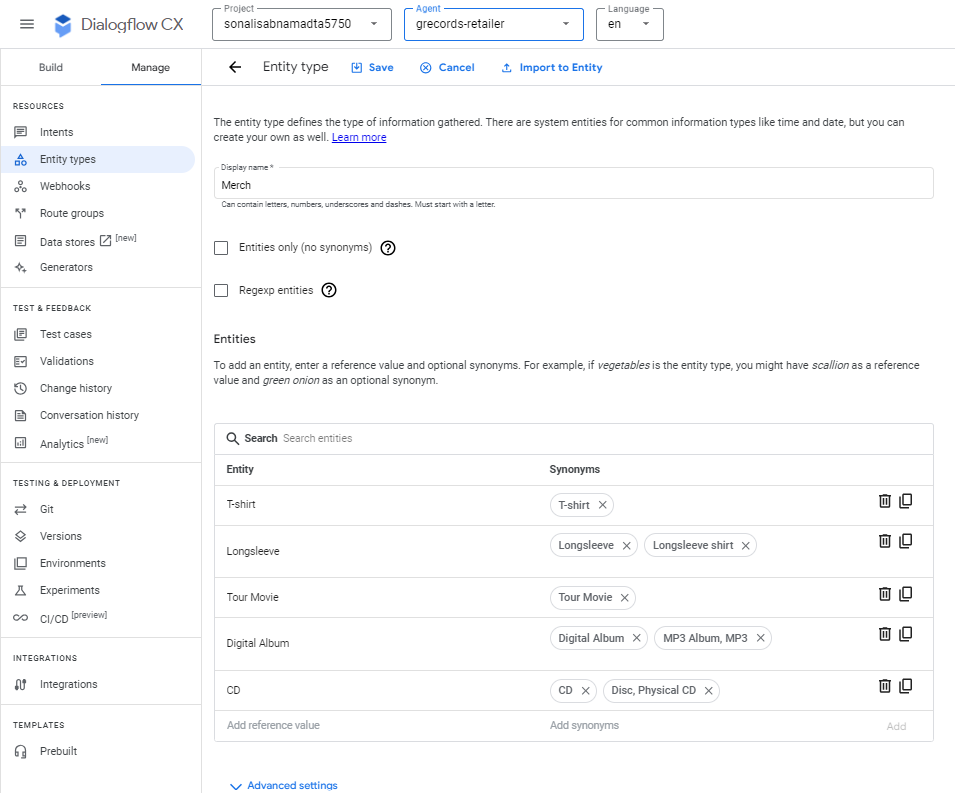 Dialogflow CX
Project
sonalisabnamadta5750
Agent
grecords-retailer
Language
en
Build
Manage
Entity type
Save
Cancel
Import to Entity
RESOURCES
Intents
Entity types
Webhooks
Route groups
Data stores [new]
Generators
TEST & FEEDBACK
Test cases
Validations
Change history
Conversation history
Analytics [new]
TESTING & DEPLOYMENT
Git
Versions
Environments
Experiments
CI/CD [preview]
INTEGRATIONS
Integrations
TEMPLATES
Prebuilt
The entity type defines the type of information gathered. There are system entities for common information types like time and date, but you can
create your own as well. Learn more
Display name *
Merch
Can contain letters, numbers, underscores and dashes. Must start with a letter.
Entities only (no synonyms)
Regexp entities
Entities
To add an entity, enter a reference value and optional synonyms. For example, if vegetables is the entity type, you might have scallion as a reference
value and green onion as an optional synonym.
Search Search entities
Entity Synonyms
T-shirt T-shirt
Longsleeve Longsleeve Longsleeve shirt
Tour Movie Tour Movie
Digital Album Digital Album MP3 Album, MP3
CD CD Disc, Physical CD
Add reference value Add synonyms Add
Advanced settings